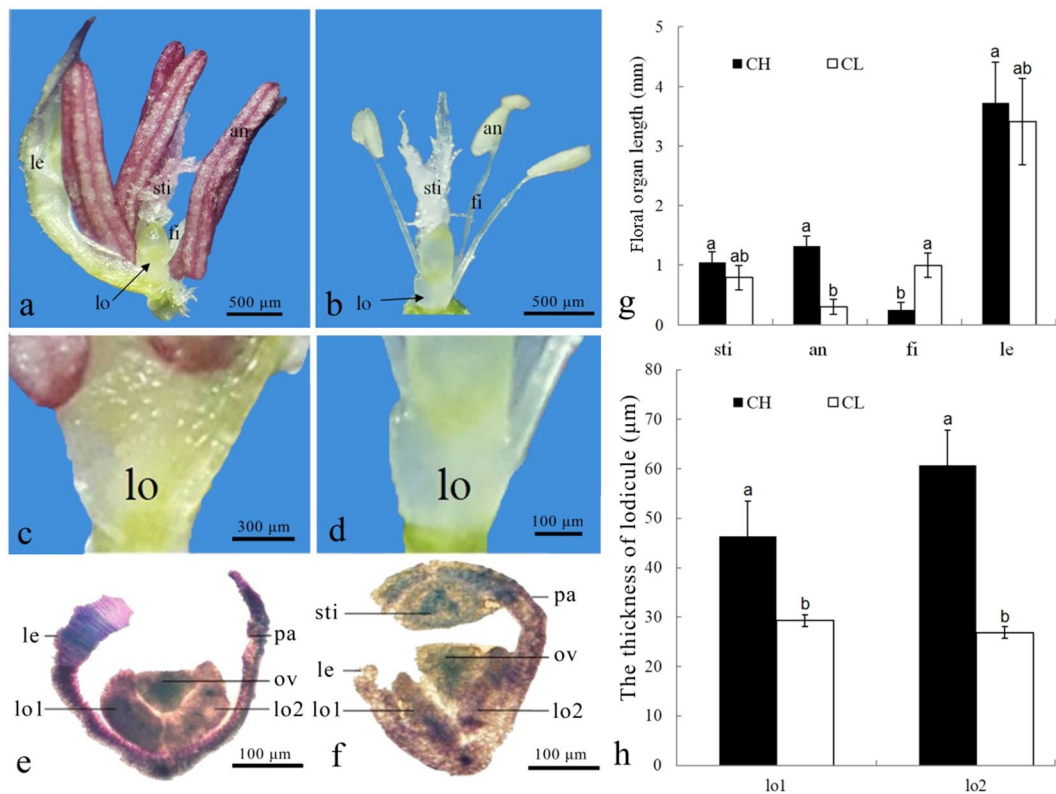 le
an
sti
fi
lo
a
500 µm
an
sti
fi
lo
b
500 µm
lo
c
300 µm
lo
d
100 µm
le
pa
ov
lo1
lo2
e
100 µm
sti
pa
ov
le
lo1
lo2
f
100 µm
g
Floral organ length (mm)
5
4
3
2
1
0
CH
CL
a
ab
a
b
b
a
a
ab
sti
an
fi
le
h
The thickness of lodicule (µm)
80
70
60
50
40
30
20
10
0
CH
CL
a
b
a
b
lo1
lo2